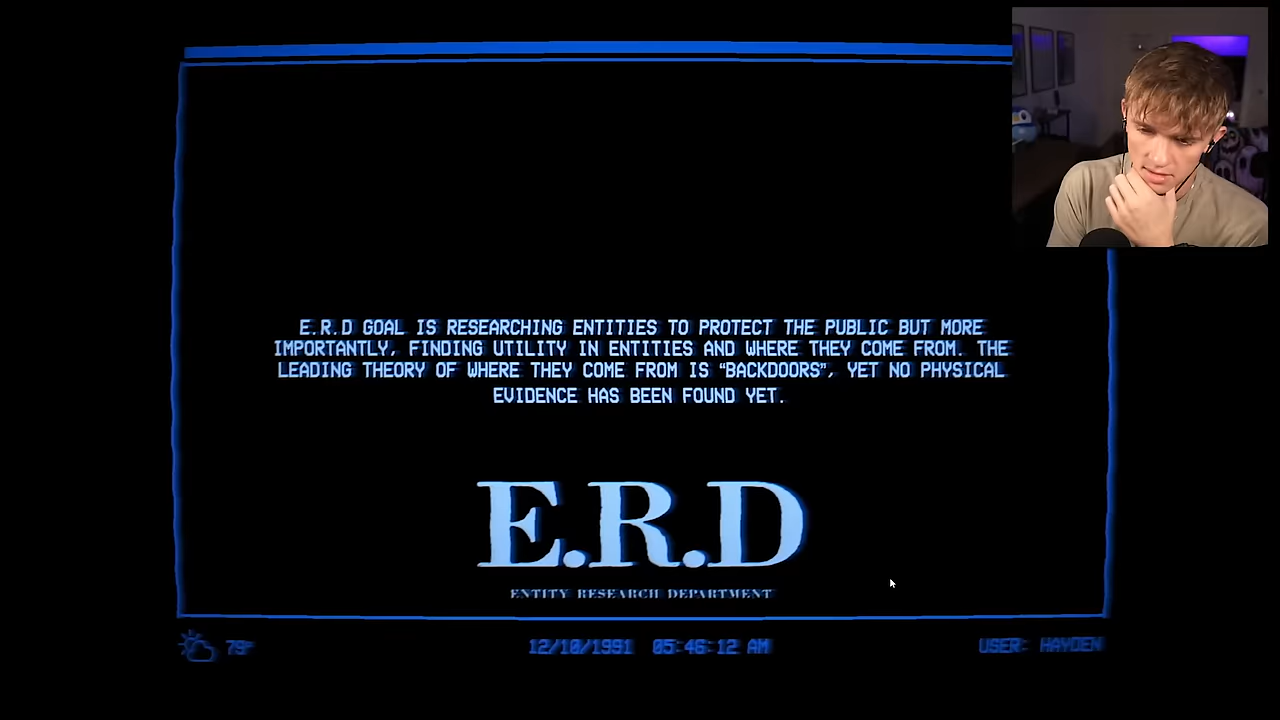 E.R.D GOAL IS RESEARCHING ENTITIES TO PROTECT THE PUBLIC BUT MORE
IMPORTANTLY, FINDING UTILITY IN ENTITIES AND WHERE THEY COME FROM. THE
LEADING THEORY OF WHERE THEY COME FROM IS “BACKDOORS”, YET NO PHYSICAL
EVIDENCE HAS BEEN FOUND YET.
E.R.D
ENTITY RESEARCH DEPARTMENT
79° 12/10/1991 05:46:12 AM USER: HAYDEN